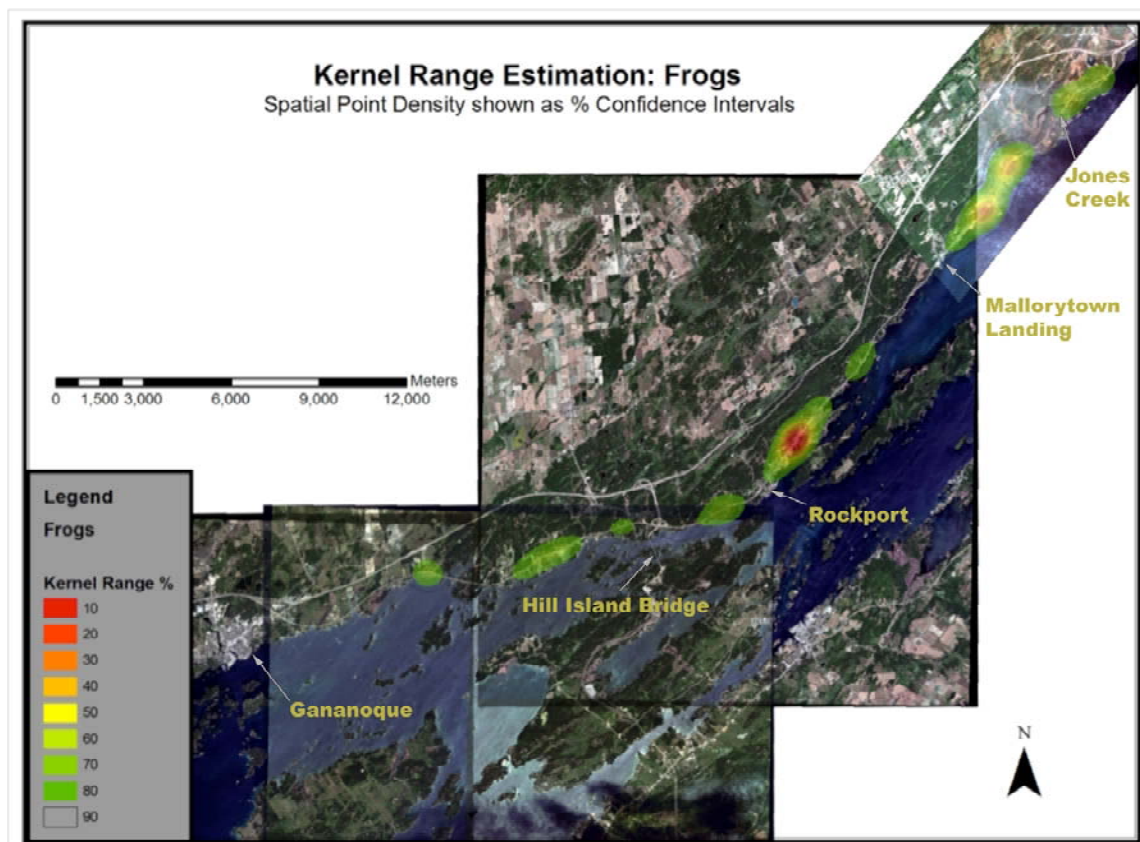 Kernel Range Estimation: Frogs
Spatial Point Density shown as % Confidence Intervals
Jones
Creek
Mallorytown
Landing
Meters
0 1,500 3,000 6,000 9,000 12,000
Rockport
Hill Island Bridge
Gananoque
Legend
Frogs
Kernel Range %
10
20
30
40
50
60
70
80
90
N